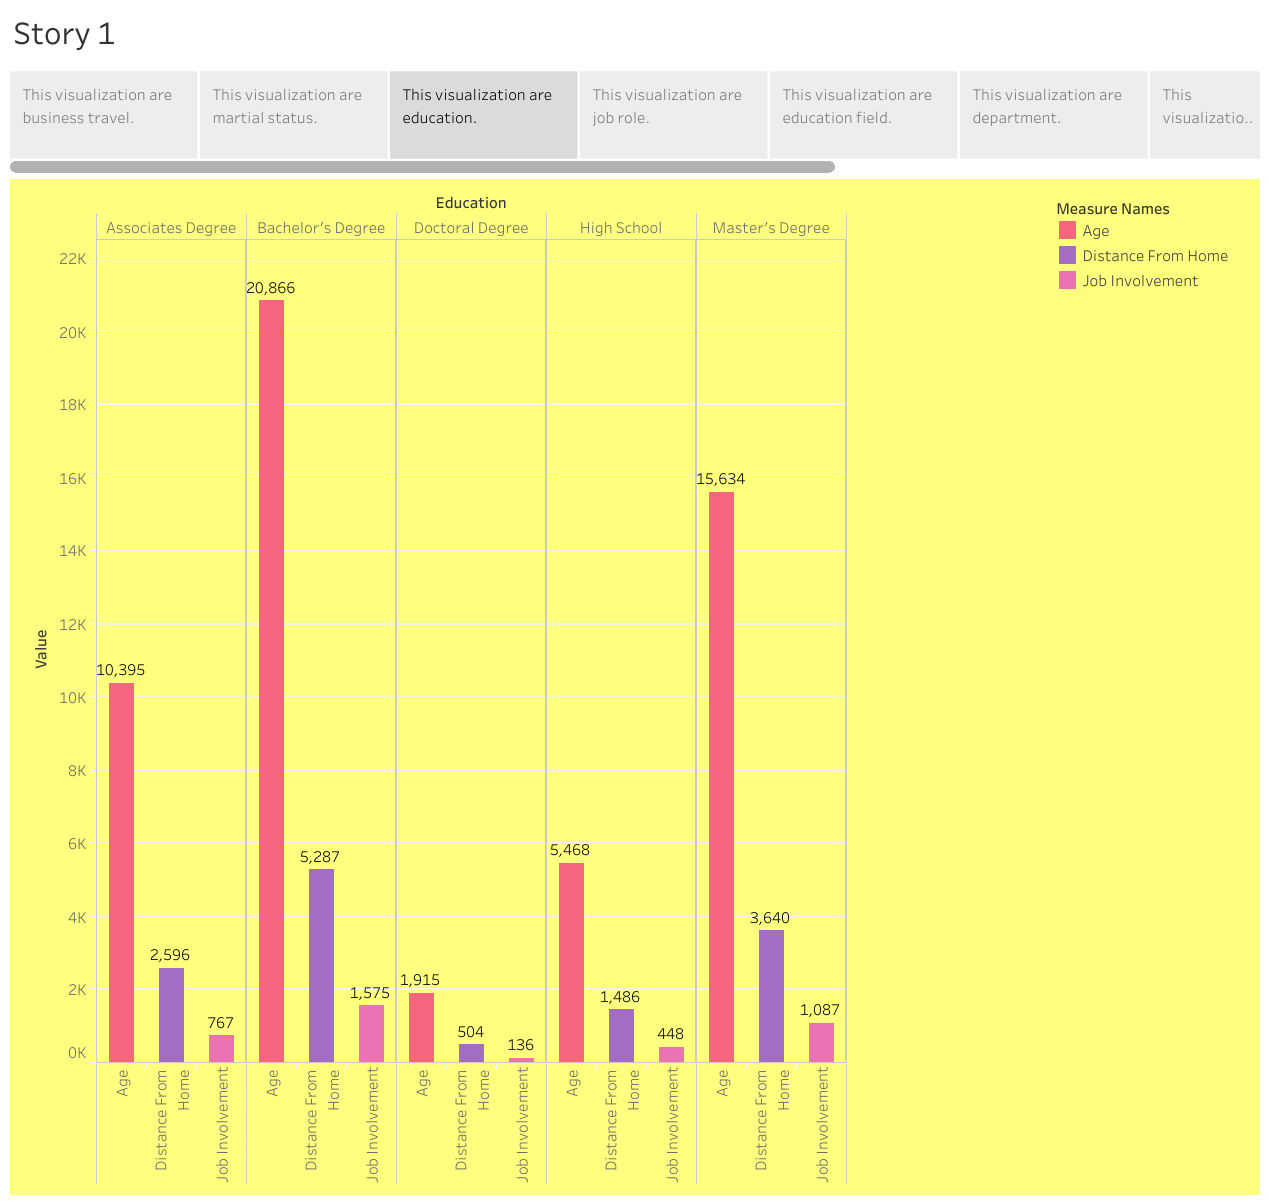 Story 1
This visualization are
business travel.
This visualization are
martial status.
This visualization are
education.
This visualization are
job role.
This visualization are
education field.
This visualization are
department.
This
visualizatio..
Education
Associates Degree
Bachelor's Degree
Doctoral Degree
High School
Master's Degree
Measure Names
Age
Distance From Home
Job Involvement
Value
22K
20K
18K
16K
14K
12K
10K
8K
6K
4K
2K
0K
10,395
2,596
767
20,866
5,287
1,575
1,915
504
136
5,468
1,486
448
15,634
3,640
1,087
Age
Distance From
Home
Job Involvement
Age
Distance From
Home
Job Involvement
Age
Distance From
Home
Job Involvement
Age
Distance From
Home
Job Involvement
Age
Distance From
Home
Job Involvement